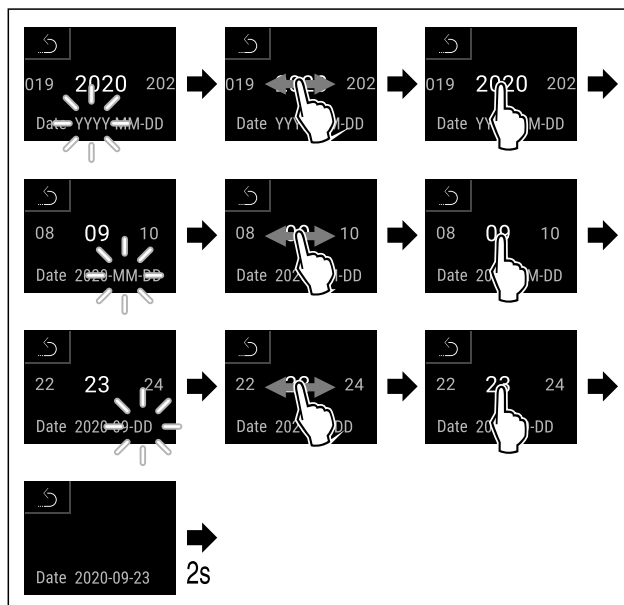 019 2020 202
Date YYYY-MM-DD
019 202
Date YYY -DD
019 2020 202
Date YY M-DD
08 09 10
Date 2020-MM-DD
08 10
Date 202 -DD
08 09 10
Date 20 M-DD
22 23 24
Date 2020-09-DD
22 23 24
Date 202 DD
22 23 24
Date 20 -DD
Date 2020-09-23
2s